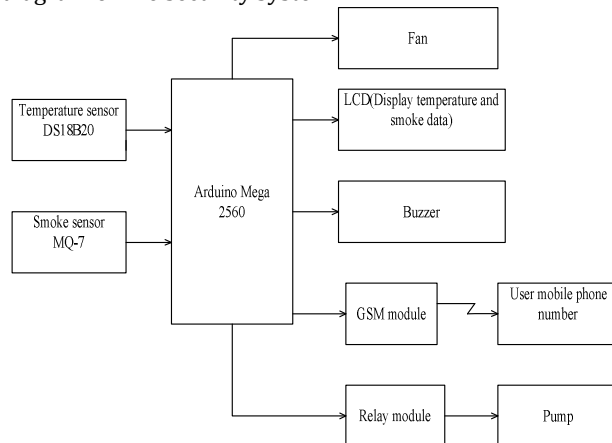 Fan
Temperature sensor
DS18B20
LCD(Display temperature and
smoke data)
Arduino Mega
2560
Smoke sensor
MQ-7
Buzzer
GSM module
User mobile phone
number
Relay module
Pump